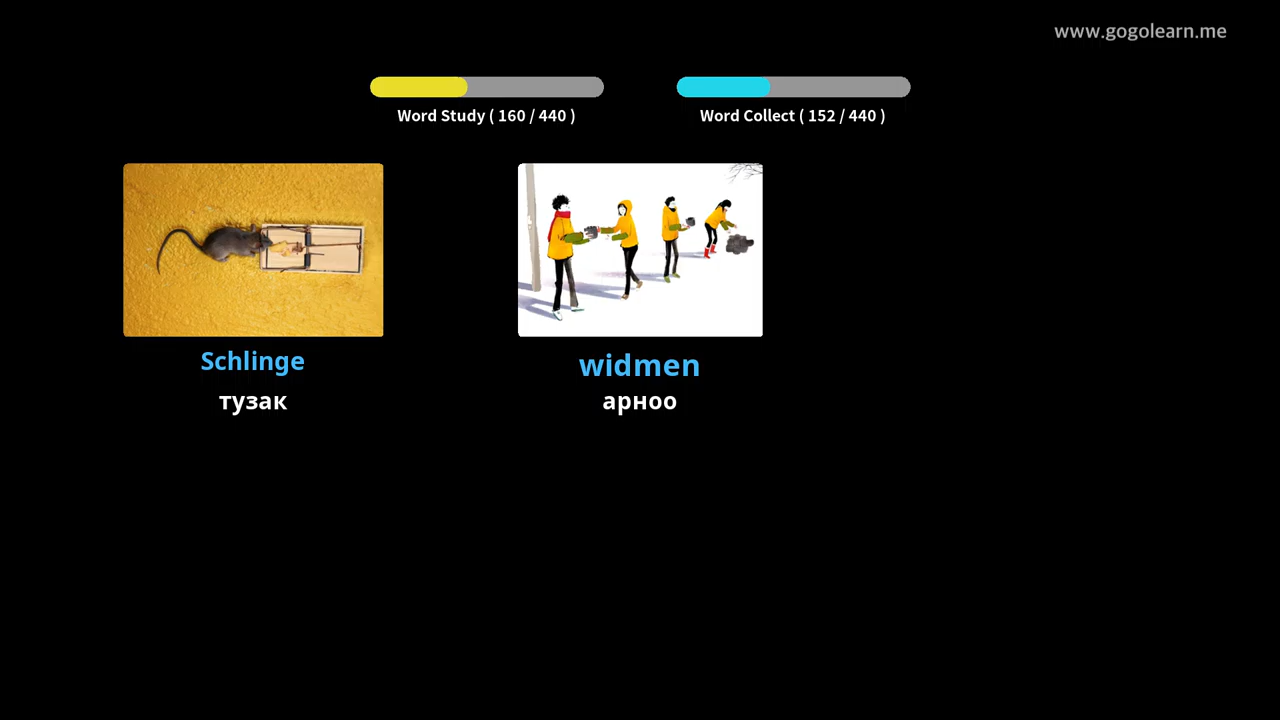 www.gogolearn.me
Word Study ( 160 / 440 )
Word Collect ( 152 / 440 )
Schlinge
тузак
widmen
арноо